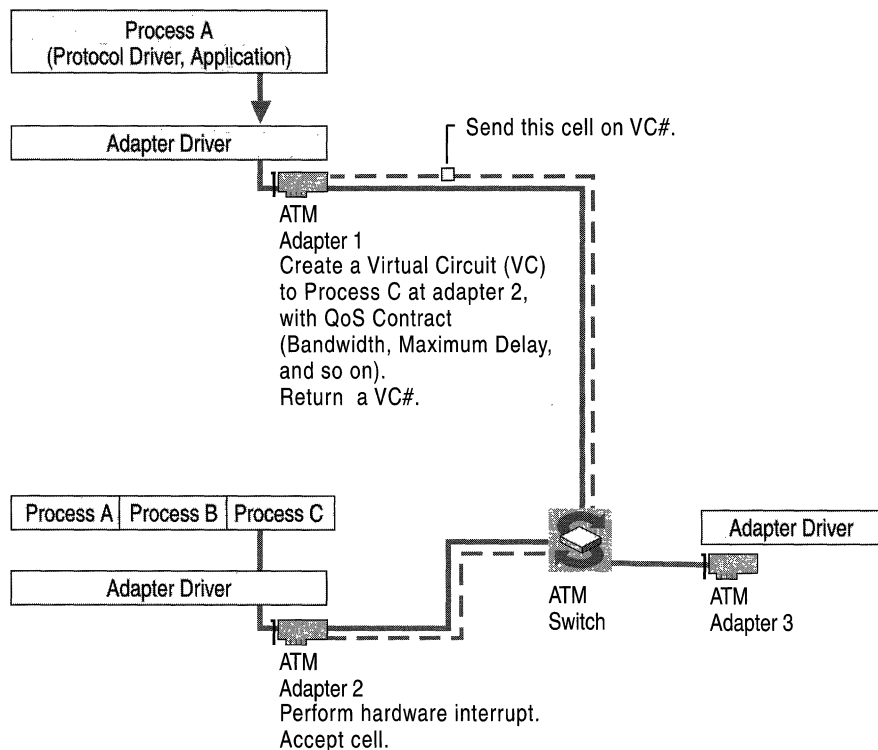 Process A
(Protocol Driver, Application)
Adapter Driver
Send this cell on VC#.
ATM
Adapter 1
Create a Virtual Circuit (VC)
to Process C at adapter 2,
with QoS Contract
(Bandwidth, Maximum Delay,
and so on).
Return a VC#.
Process A Process B Process C
Adapter Driver
ATM
Adapter 2
Perform hardware interrupt.
Accept cell.
ATM
Switch
Adapter Driver
ATM
Adapter 3